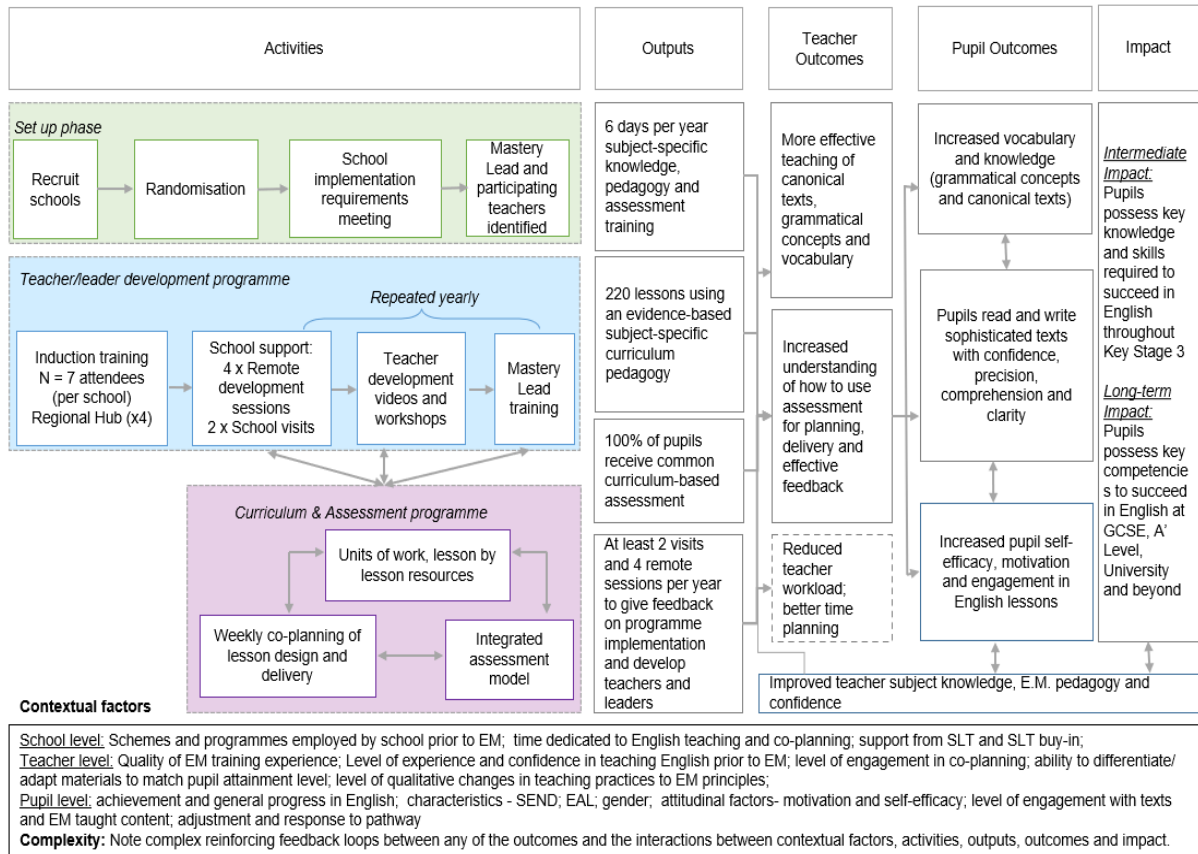 Activities
Outputs
Teacher
Outcomes
Pupil Outcomes
Impact
Set up phase
Recruit
schools
Randomisation
School
implementation
requirements
meeting
Mastery
Lead and
participating
teachers
identified
Teacher/leader development programme
Repeated yearly
Induction training
N = 7 attendees
(per school)
Regional Hub (x4)
School support:
4 x Remote
development
sessions
2 x School visits
Teacher
development
videos and
workshops
Mastery
Lead
training
Curriculum & Assessment programme
Units of work, lesson by
lesson resources
Weekly co-planning of
lesson design and
delivery
Integrated
assessment
model
6 days per year
subject-specific
knowledge,
pedagogy and
assessment
training
220 lessons using
an evidence-based
subject-specific
curriculum
pedagogy
100% of pupils
receive common
curriculum-based
assessment
At least 2 visits
and 4 remote
sessions per year
to give feedback
on programme
implementation
and develop
teachers and
leaders
More effective
teaching of
canonical
texts,
grammatical
concepts and
vocabulary
Increased
understanding
of how to use
assessment
for planning,
delivery and
effective
feedback
Reduced
teacher
workload;
better time
planning
Increased vocabulary
and knowledge
(grammatical concepts
and canonical texts)
Pupils read and write
sophisticated texts
with confidence,
precision,
comprehension and
clarity
Increased pupil self-
efficacy, motivation
and engagement in
English lessons
Improved teacher subject knowledge, E.M. pedagogy and
confidence
Intermediate
Impact:
Pupils
possess key
knowledge
and skills
required to
succeed in
English
throughout
Key Stage 3
Long-term
Impact:
Pupils
possess key
competencie
s to succeed
in English at
GCSE, A'
Level,
University
and beyond
Contextual factors
School level: Schemes and programmes employed by school prior to EM; time dedicated to English teaching and co-planning; support from SLT and SLT buy-in;
Teacher level: Quality of EM training experience; Level of experience and confidence in teaching English prior to EM; level of engagement in co-planning; ability to differentiate/
adapt materials to match pupil attainment level; level of qualitative changes in teaching practices to EM principles;
Pupil level: achievement and general progress in English; characteristics - SEND; EAL; gender; attitudinal factors- motivation and self-efficacy; level of engagement with texts
and EM taught content; adjustment and response to pathway
Complexity: Note complex reinforcing feedback loops between any of the outcomes and the interactions between contextual factors, activities, outputs, outcomes and impact.